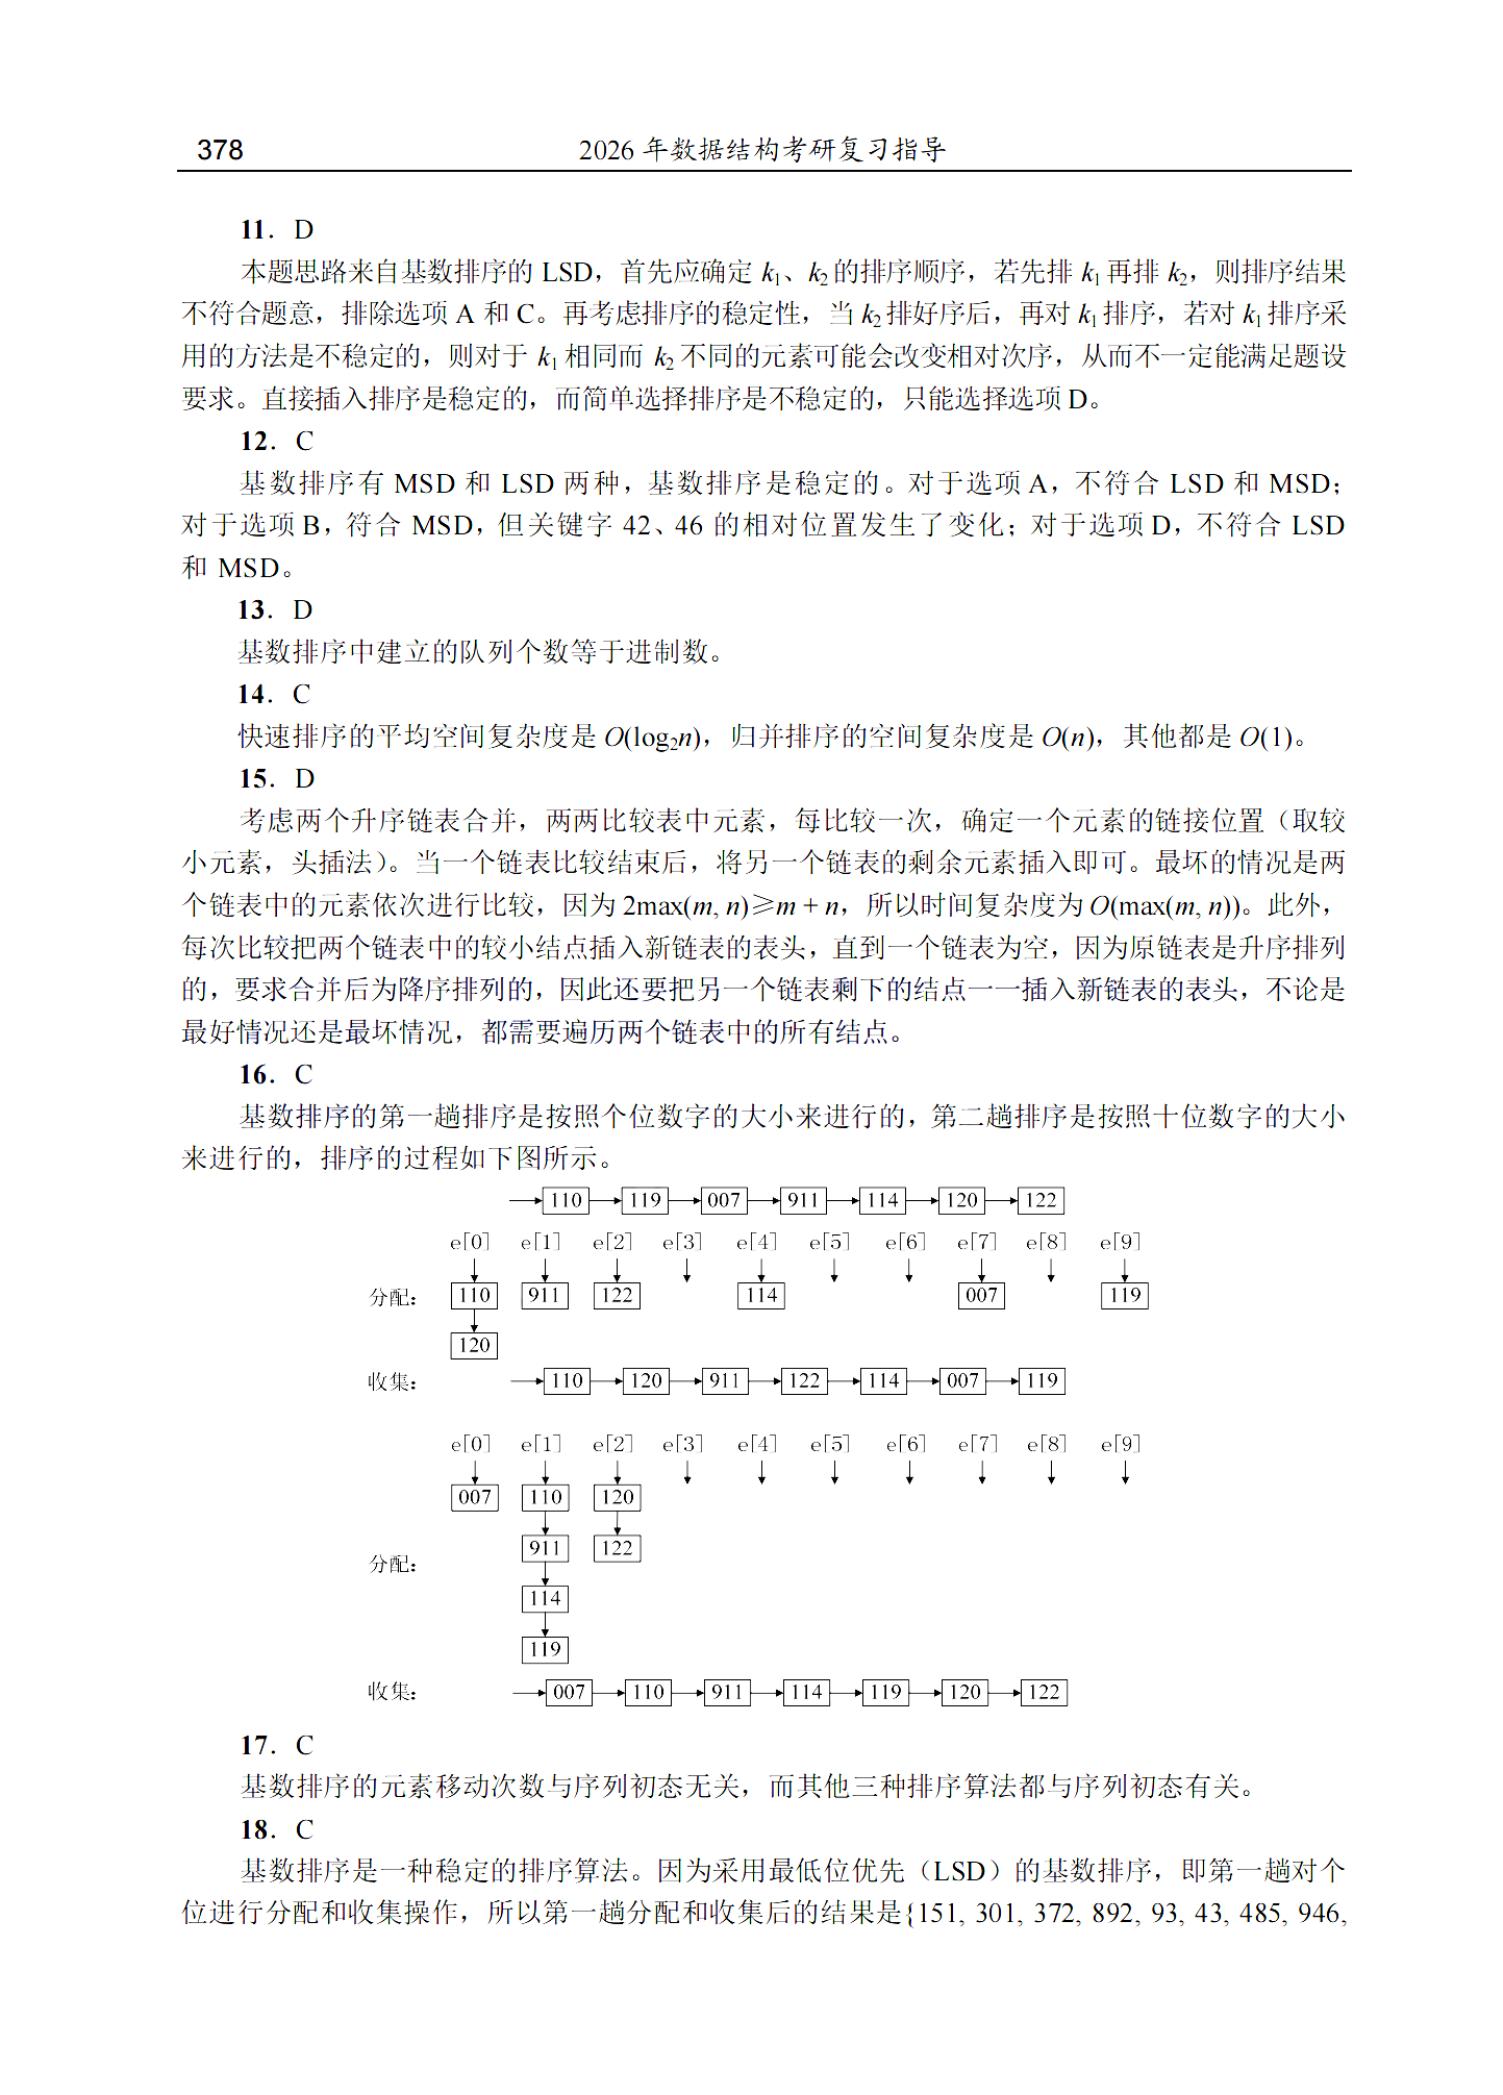 378
2026 年数据结构考研复习指导
11. D
本题思路来自基数排序的 LSD，首先应确定 k₁、k₂的排序顺序，若先排 k₁再排 k₂，则排序结果
不符合题意，排除选项 A 和 C。再考虑排序的稳定性，当 k₂排好序后，再对 k₁排序，若对 k₁排序采
用的方法是不稳定的，则对于 k₁相同而 k₂不同的元素可能会改变相对次序，从而不一定能满足题设
要求。直接插入排序是稳定的，而简单选择排序是不稳定的，只能选择选项 D。
12. C
基数排序有 MSD 和 LSD 两种，基数排序是稳定的。对于选项 A，不符合 LSD 和 MSD；
对于选项 B，符合 MSD，但关键字 42、46 的相对位置发生了变化；对于选项 D，不符合 LSD
和 MSD。
13. D
基数排序中建立的队列个数等于进制数。
14. C
快速排序的平均空间复杂度是 O(log₂n)，归并排序的空间复杂度是 O(n)，其他都是 O(1)。
15. D
考虑两个升序链表合并，两两比较表中元素，每比较一次，确定一个元素的链接位置（取较
小元素，头插法）。当一个链表比较结束后，将另一个链表的剩余元素插入即可。最坏的情况是两
个链表中的元素依次进行比较，因为 2max(m, n)≥m + n，所以时间复杂度为 O(max(m, n))。此外，
每次比较把两个链表中的较小结点插入新链表的表头，直到一个链表为空，因为原链表是升序排列
的，要求合并后为降序排列的，因此还要把另一个链表剩下的结点一一插入新链表的表头，不论是
最好情况还是最坏情况，都需要遍历两个链表中的所有结点。
16. C
基数排序的第一趟排序是按照个位数字的大小来进行的，第二趟排序是按照十位数字的大小
来进行的，排序的过程如下图所示。
110 119 007 911 114 120 122
e[0] e[1] e[2] e[3] e[4] e[5] e[6] e[7] e[8] e[9]
分配： 110 911 122 114 007 119
120
收集： 110 120 911 122 114 007 119
e[0] e[1] e[2] e[3] e[4] e[5] e[6] e[7] e[8] e[9]
007 110 120
911 122
分配：
114
119
收集： 007 110 911 114 119 120 122
17. C
基数排序的元素移动次数与序列初态无关，而其他三种排序算法都与序列初态有关。
18. C
基数排序是一种稳定的排序算法。因为采用最低位优先（LSD）的基数排序，即第一趟对个
位进行分配和收集操作，所以第一趟分配和收集后的结果是{151, 301, 372, 892, 93, 43, 485, 946,